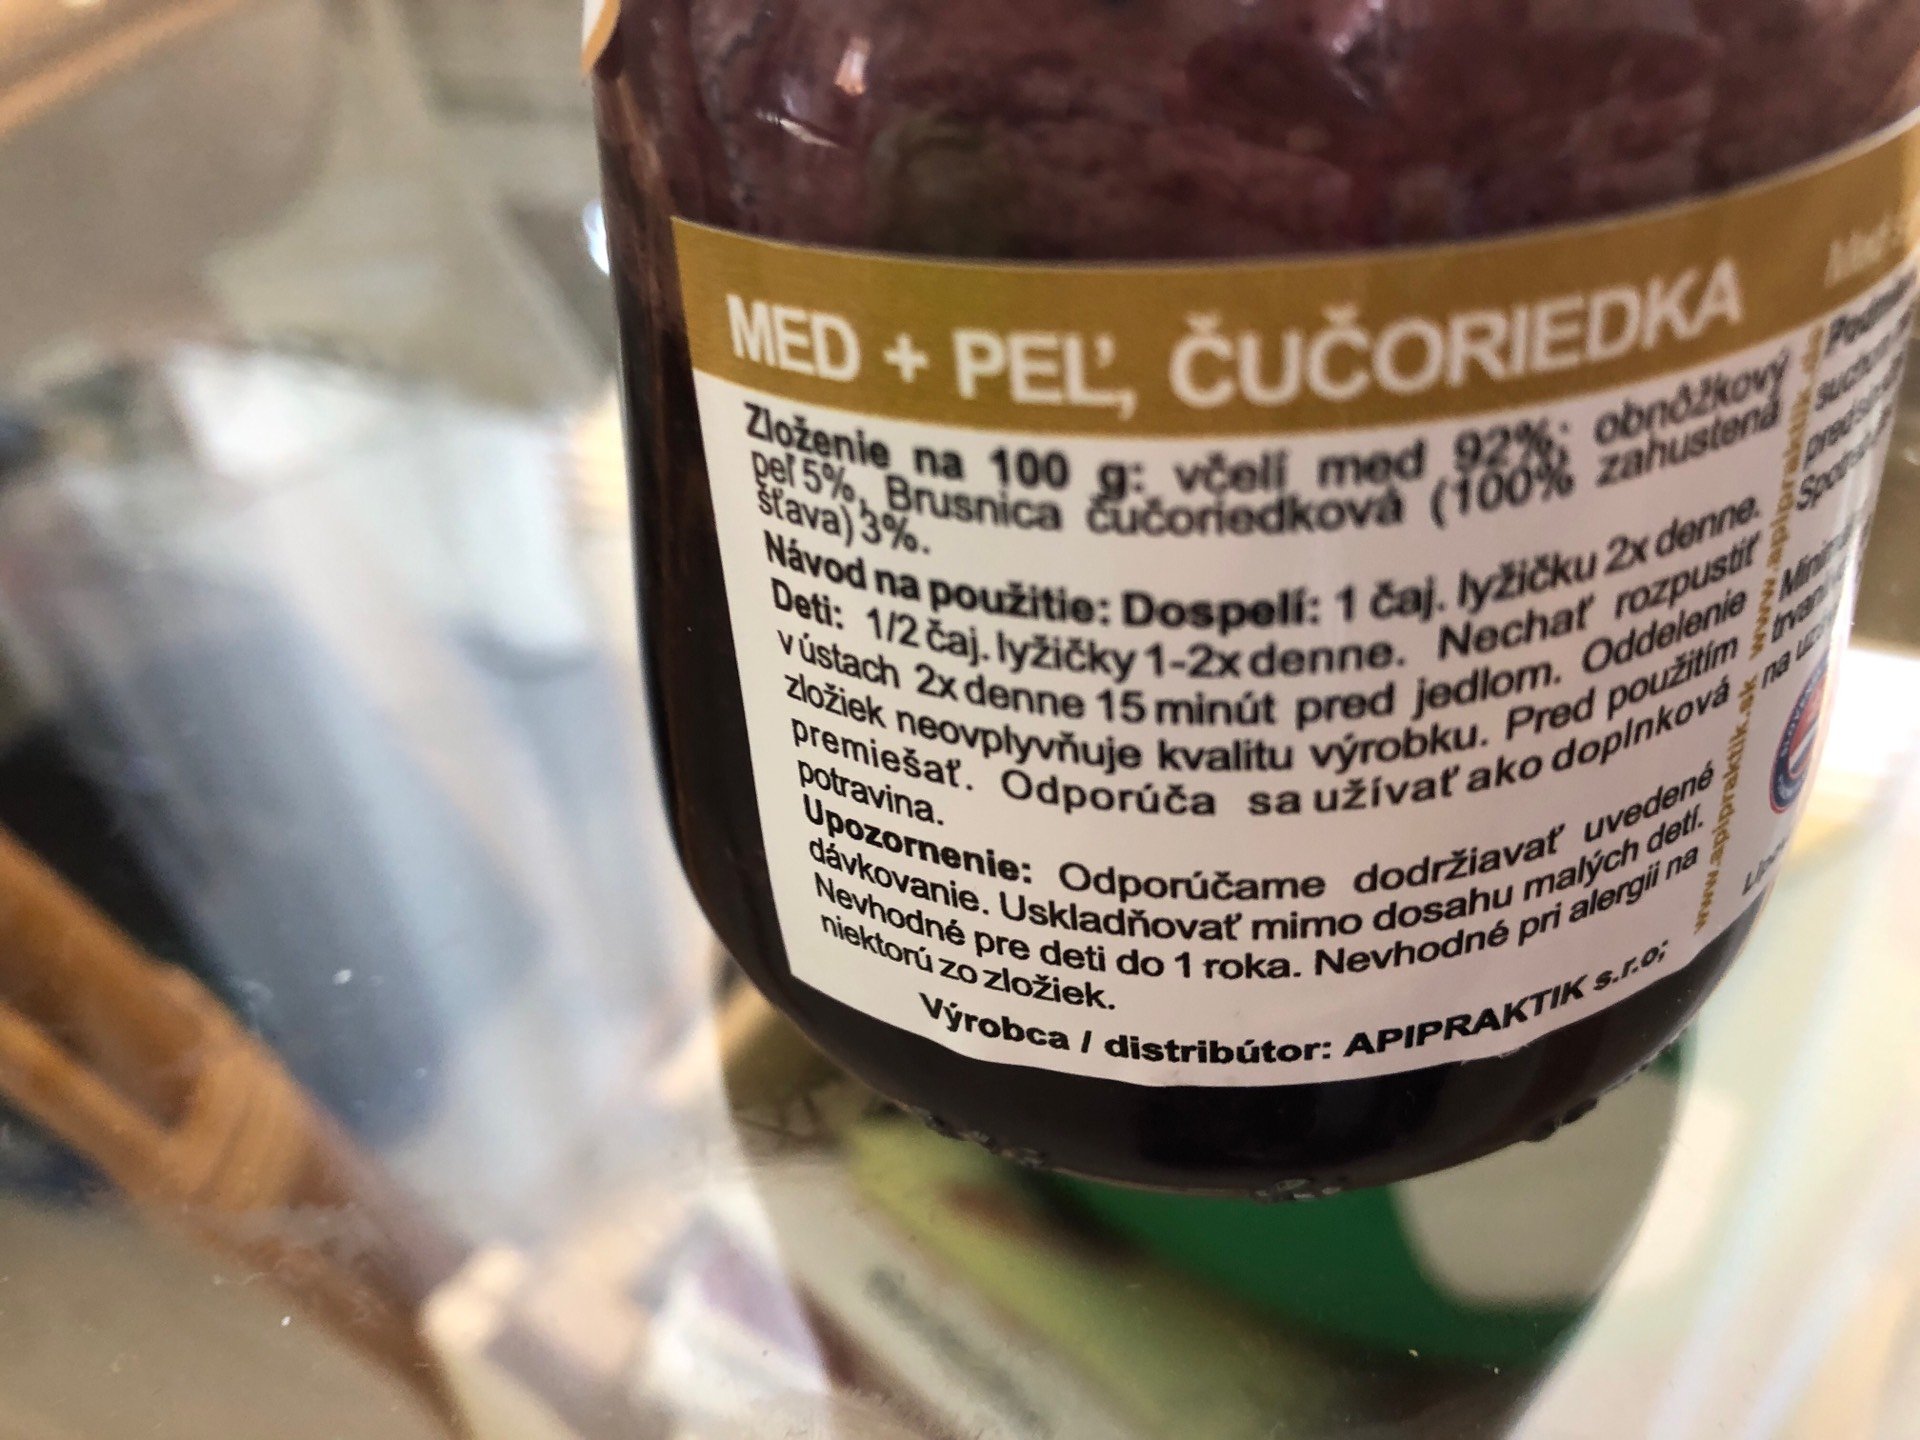 MED + PEĽ, ČUČORIEDKA
Zloženie na 100 g: včelí med 92%; obnôžkový
peľ 5%, Brusnica čučoriedková (100% zahustená
šťava) 3%.
Návod na použitie: Dospelí: 1 čaj. lyžičku 2x denne.
Deti: 1/2 čaj. lyžičky 1-2x denne. Nechať rozpustiť
v ústach 2x denne 15 minút pred jedlom. Oddelenie
zložiek neovplyvňuje kvalitu výrobku. Pred použitím
premiešať. Odporúča sa užívať ako doplnková
potravina.
Upozornenie: Odporúčame dodržiavať uvedené
dávkovanie. Uskladňovať mimo dosahu malých detí.
Nevhodné pre deti do 1 roka. Nevhodné pri alergii na
niektorú zo zložiek.
Výrobca / distribútor: APIPRAKTIK s.r.o;
www.apipraktik.sk www.apipraktik.
na